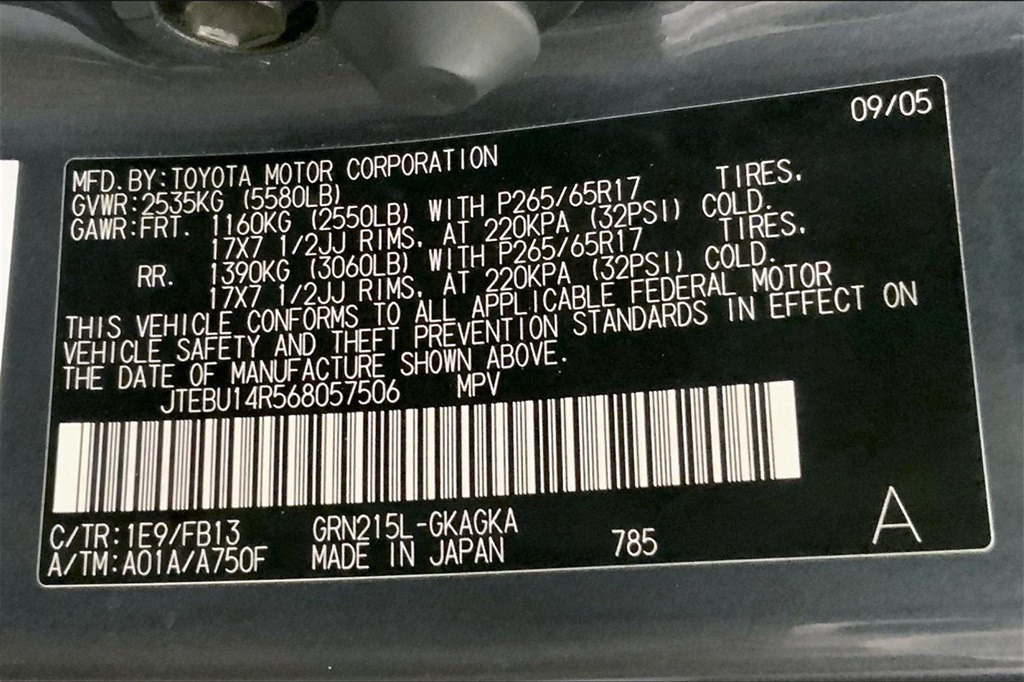 09/05
MFD. BY:TOYOTA MOTOR CORPORATION
GVWR:2535KG (5580LB)
GAWR:FRT. 1160KG (2550LB) WITH P265/65R17 TIRES,
17X7 1/2JJ RIMS, AT 220KPA (32PSI) COLD.
RR. 1390KG (3060LB) WITH P265/65R17 TIRES,
17X7 1/2JJ RIMS, AT 220KPA (32PSI) COLD.
THIS VEHICLE CONFORMS TO ALL APPLICABLE FEDERAL MOTOR
VEHICLE SAFETY AND THEFT PREVENTION STANDARDS IN EFFECT ON
THE DATE OF MANUFACTURE SHOWN ABOVE.
JTEBU14R568057506 MPV
C/TR:1E9/FB13 GRN215L-GKAGKA
A/TM:A01A/A750F MADE IN JAPAN 785 A